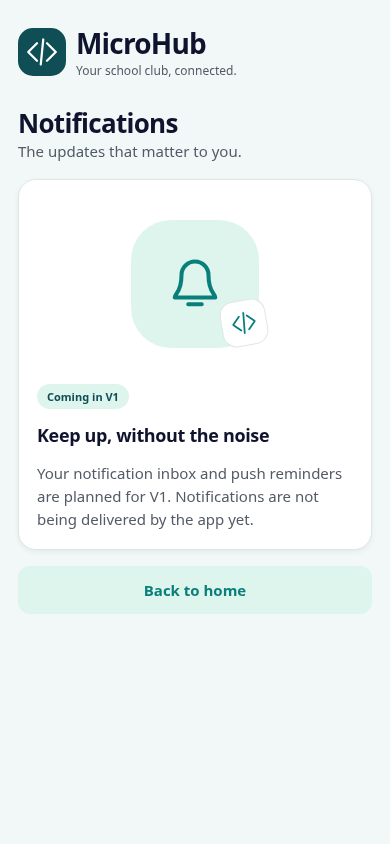 MicroHub
Your school club, connected.
Notifications
The updates that matter to you.
Coming in V1
Keep up, without the noise
Your notification inbox and push reminders
are planned for V1. Notifications are not
being delivered by the app yet.
Back to home